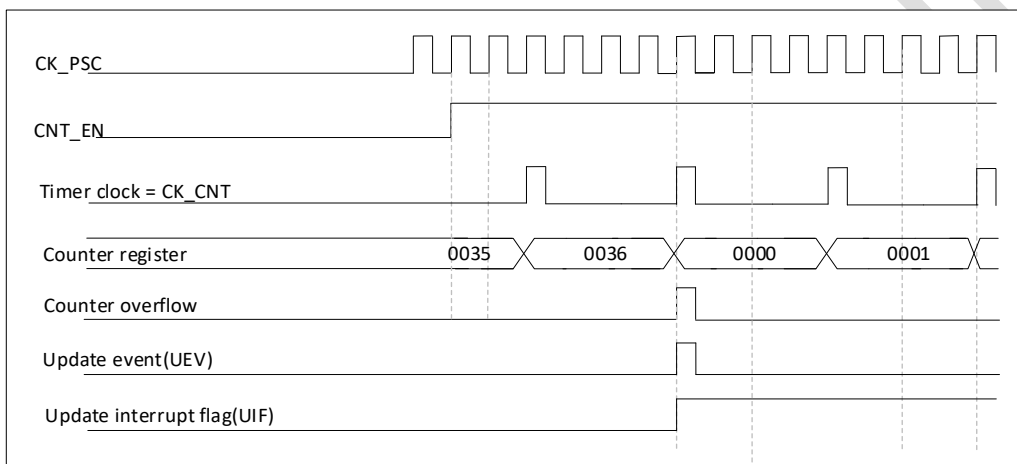 CK_PSC
CNT_EN
Timer clock = CK_CNT
Counter register 0035 0036 0000 0001
Counter overflow
Update event(UEV)
Update interrupt flag(UIF)